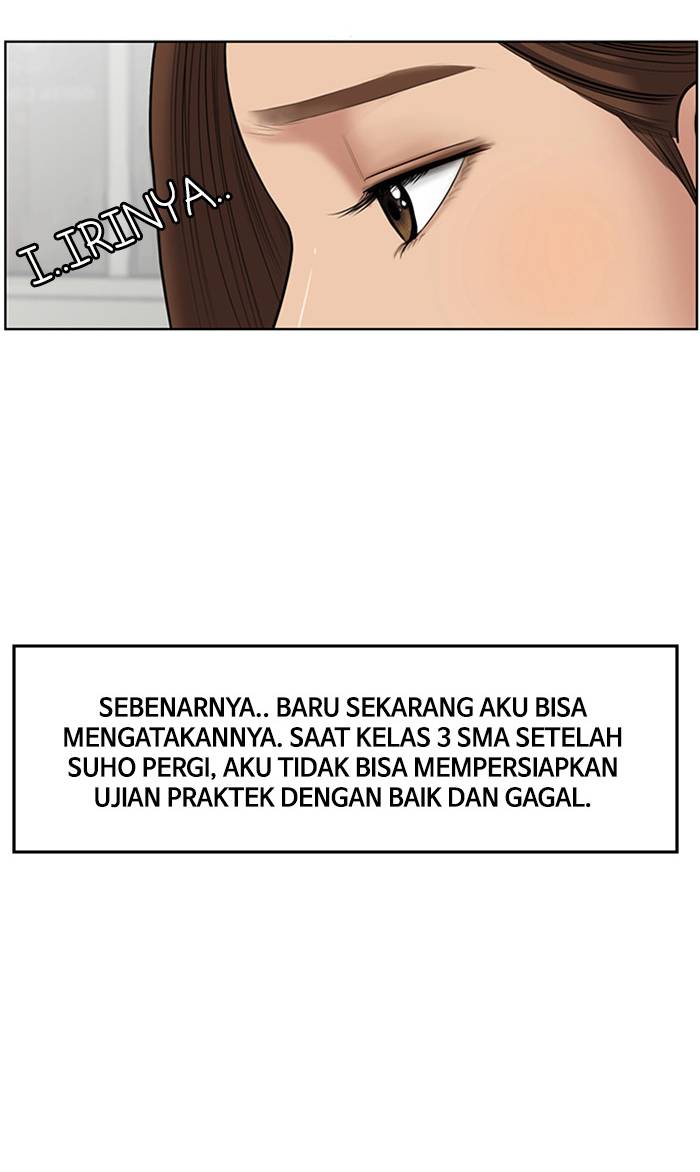 I..IRINYA..
SEBENARNYA.. BARU SEKARANG AKU BISA
MENGATAKANNYA. SAAT KELAS 3 SMA SETELAH
SUHO PERGI, AKU TIDAK BISA MEMPERSIAPKAN
UJIAN PRAKTEK DENGAN BAIK DAN GAGAL.